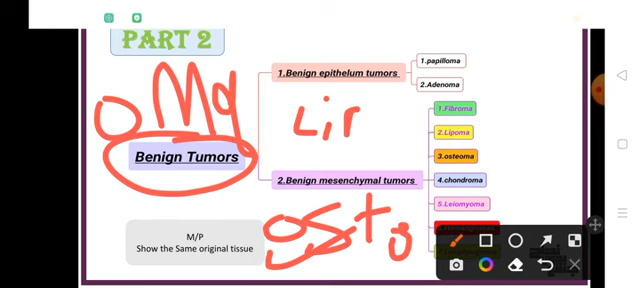 PART 2
Benign Tumors
1.Benign epithelum tumors
1.papilloma
2.Adenoma
2.Benign mesenchymal tumors
1.Fibroma
2.Lipoma
3.osteoma
4.chondroma
5.Leiomyoma
M/P
Show the Same original tissue